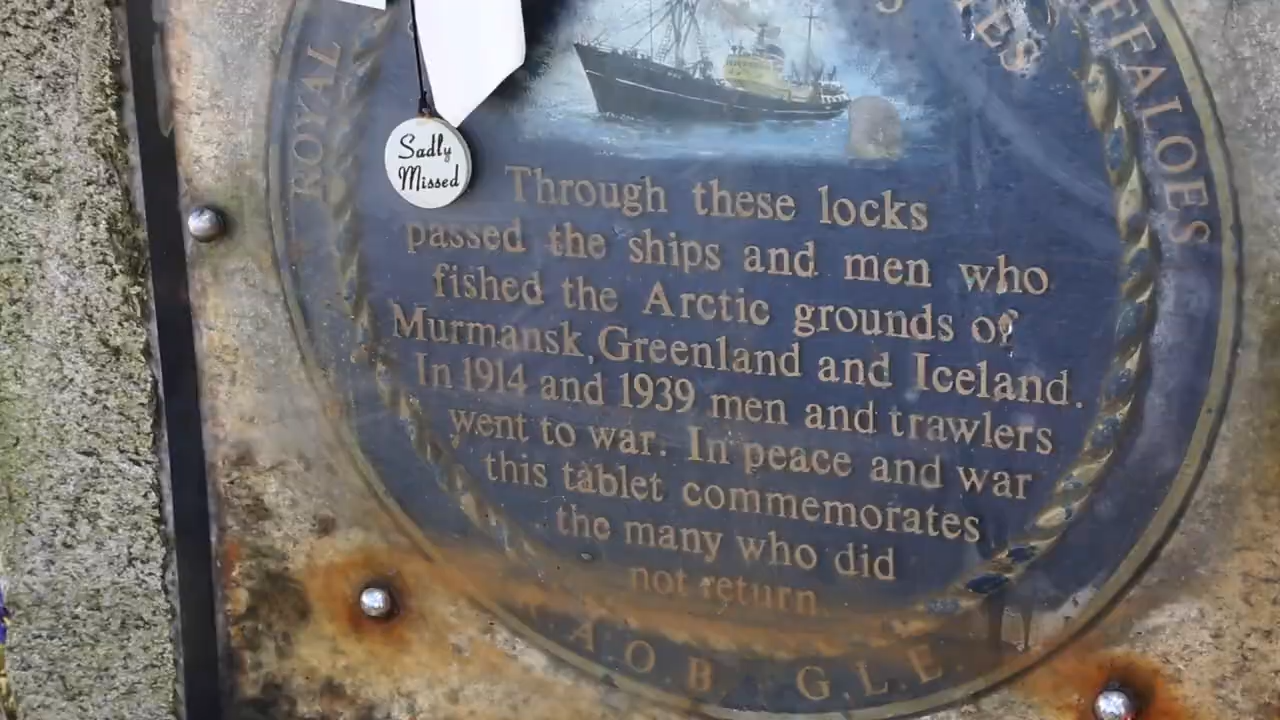 ROYAL
FFALOES
Sadly
Missed
Through these locks
passed the ships and men who
fished the Arctic grounds of
Murmansk, Greenland and Iceland.
In 1914 and 1939 men and trawlers
went to war. In peace and war
this tablet commemorates
the many who did
not return
A.O.B. G.L.E.